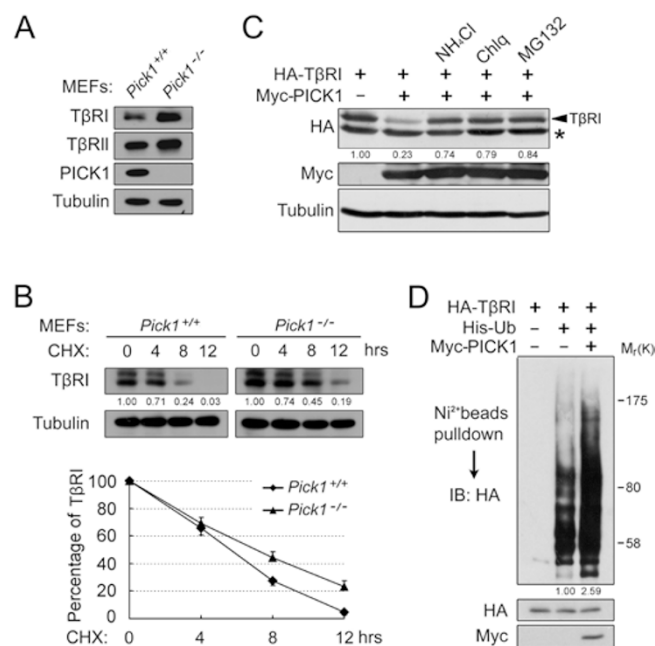 A
MEFs: Pick1+/+ Pick1-/-
TβRI
TβRII
PICK1
Tubulin
C
NH₄Cl Chlq MG132
HA-TβRI + + + + +
Myc-PICK1 − + + + +
HA
TβRI
*
1.00 0.23 0.74 0.79 0.84
Myc
Tubulin
B
MEFs: Pick1+/+ Pick1-/-
CHX: 0 4 8 12 0 4 8 12 hrs
TβRI
1.00 0.71 0.24 0.03 1.00 0.74 0.45 0.19
Tubulin
Percentage of TβRI
100
80
60
40
20
0
Pick1+/+
Pick1-/-
CHX: 0 4 8 12 hrs
D
HA-TβRI + + +
His-Ub − + +
Myc-PICK1 − − +
Mr(K)
Ni²⁺beads
pulldown
IB: HA
175
80
58
1.00 2.59
HA
Myc